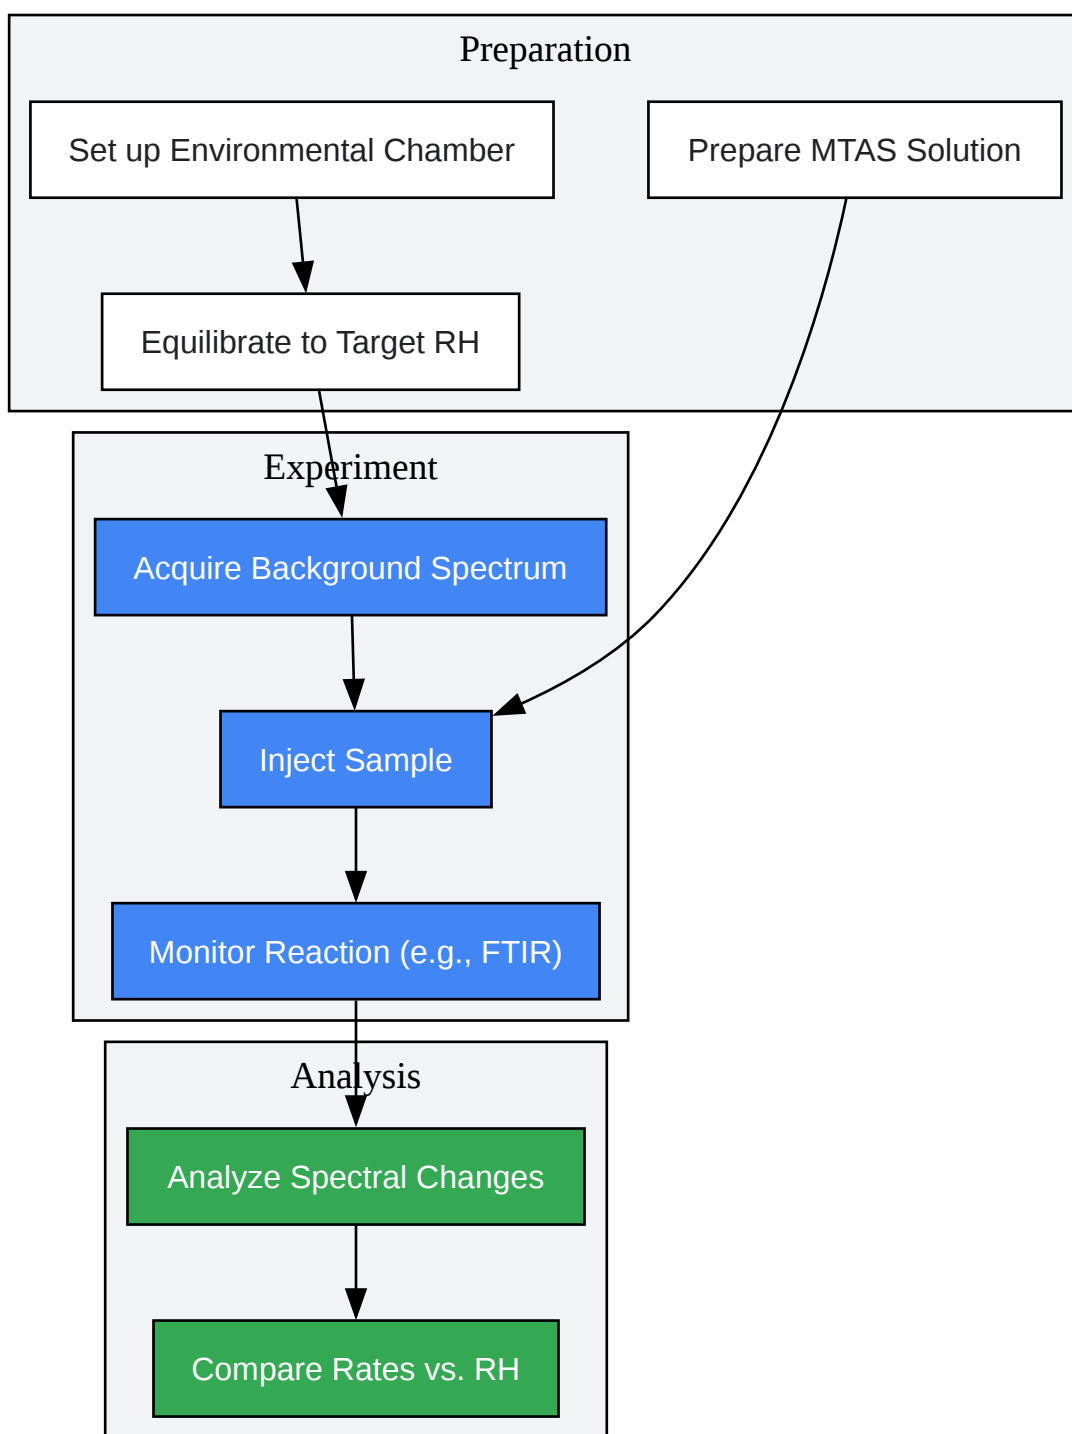 Preparation
Set up Environmental Chamber
Prepare MTAS Solution
Equilibrate to Target RH
Experiment
Acquire Background Spectrum
Inject Sample
Monitor Reaction (e.g., FTIR)
Analysis
Analyze Spectral Changes
Compare Rates vs. RH